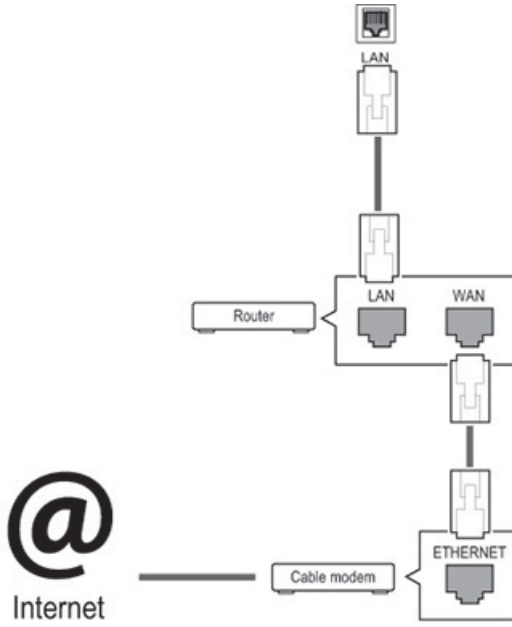 LAN
LAN
WAN
Router
ETHERNET
Cable modem
@
Internet